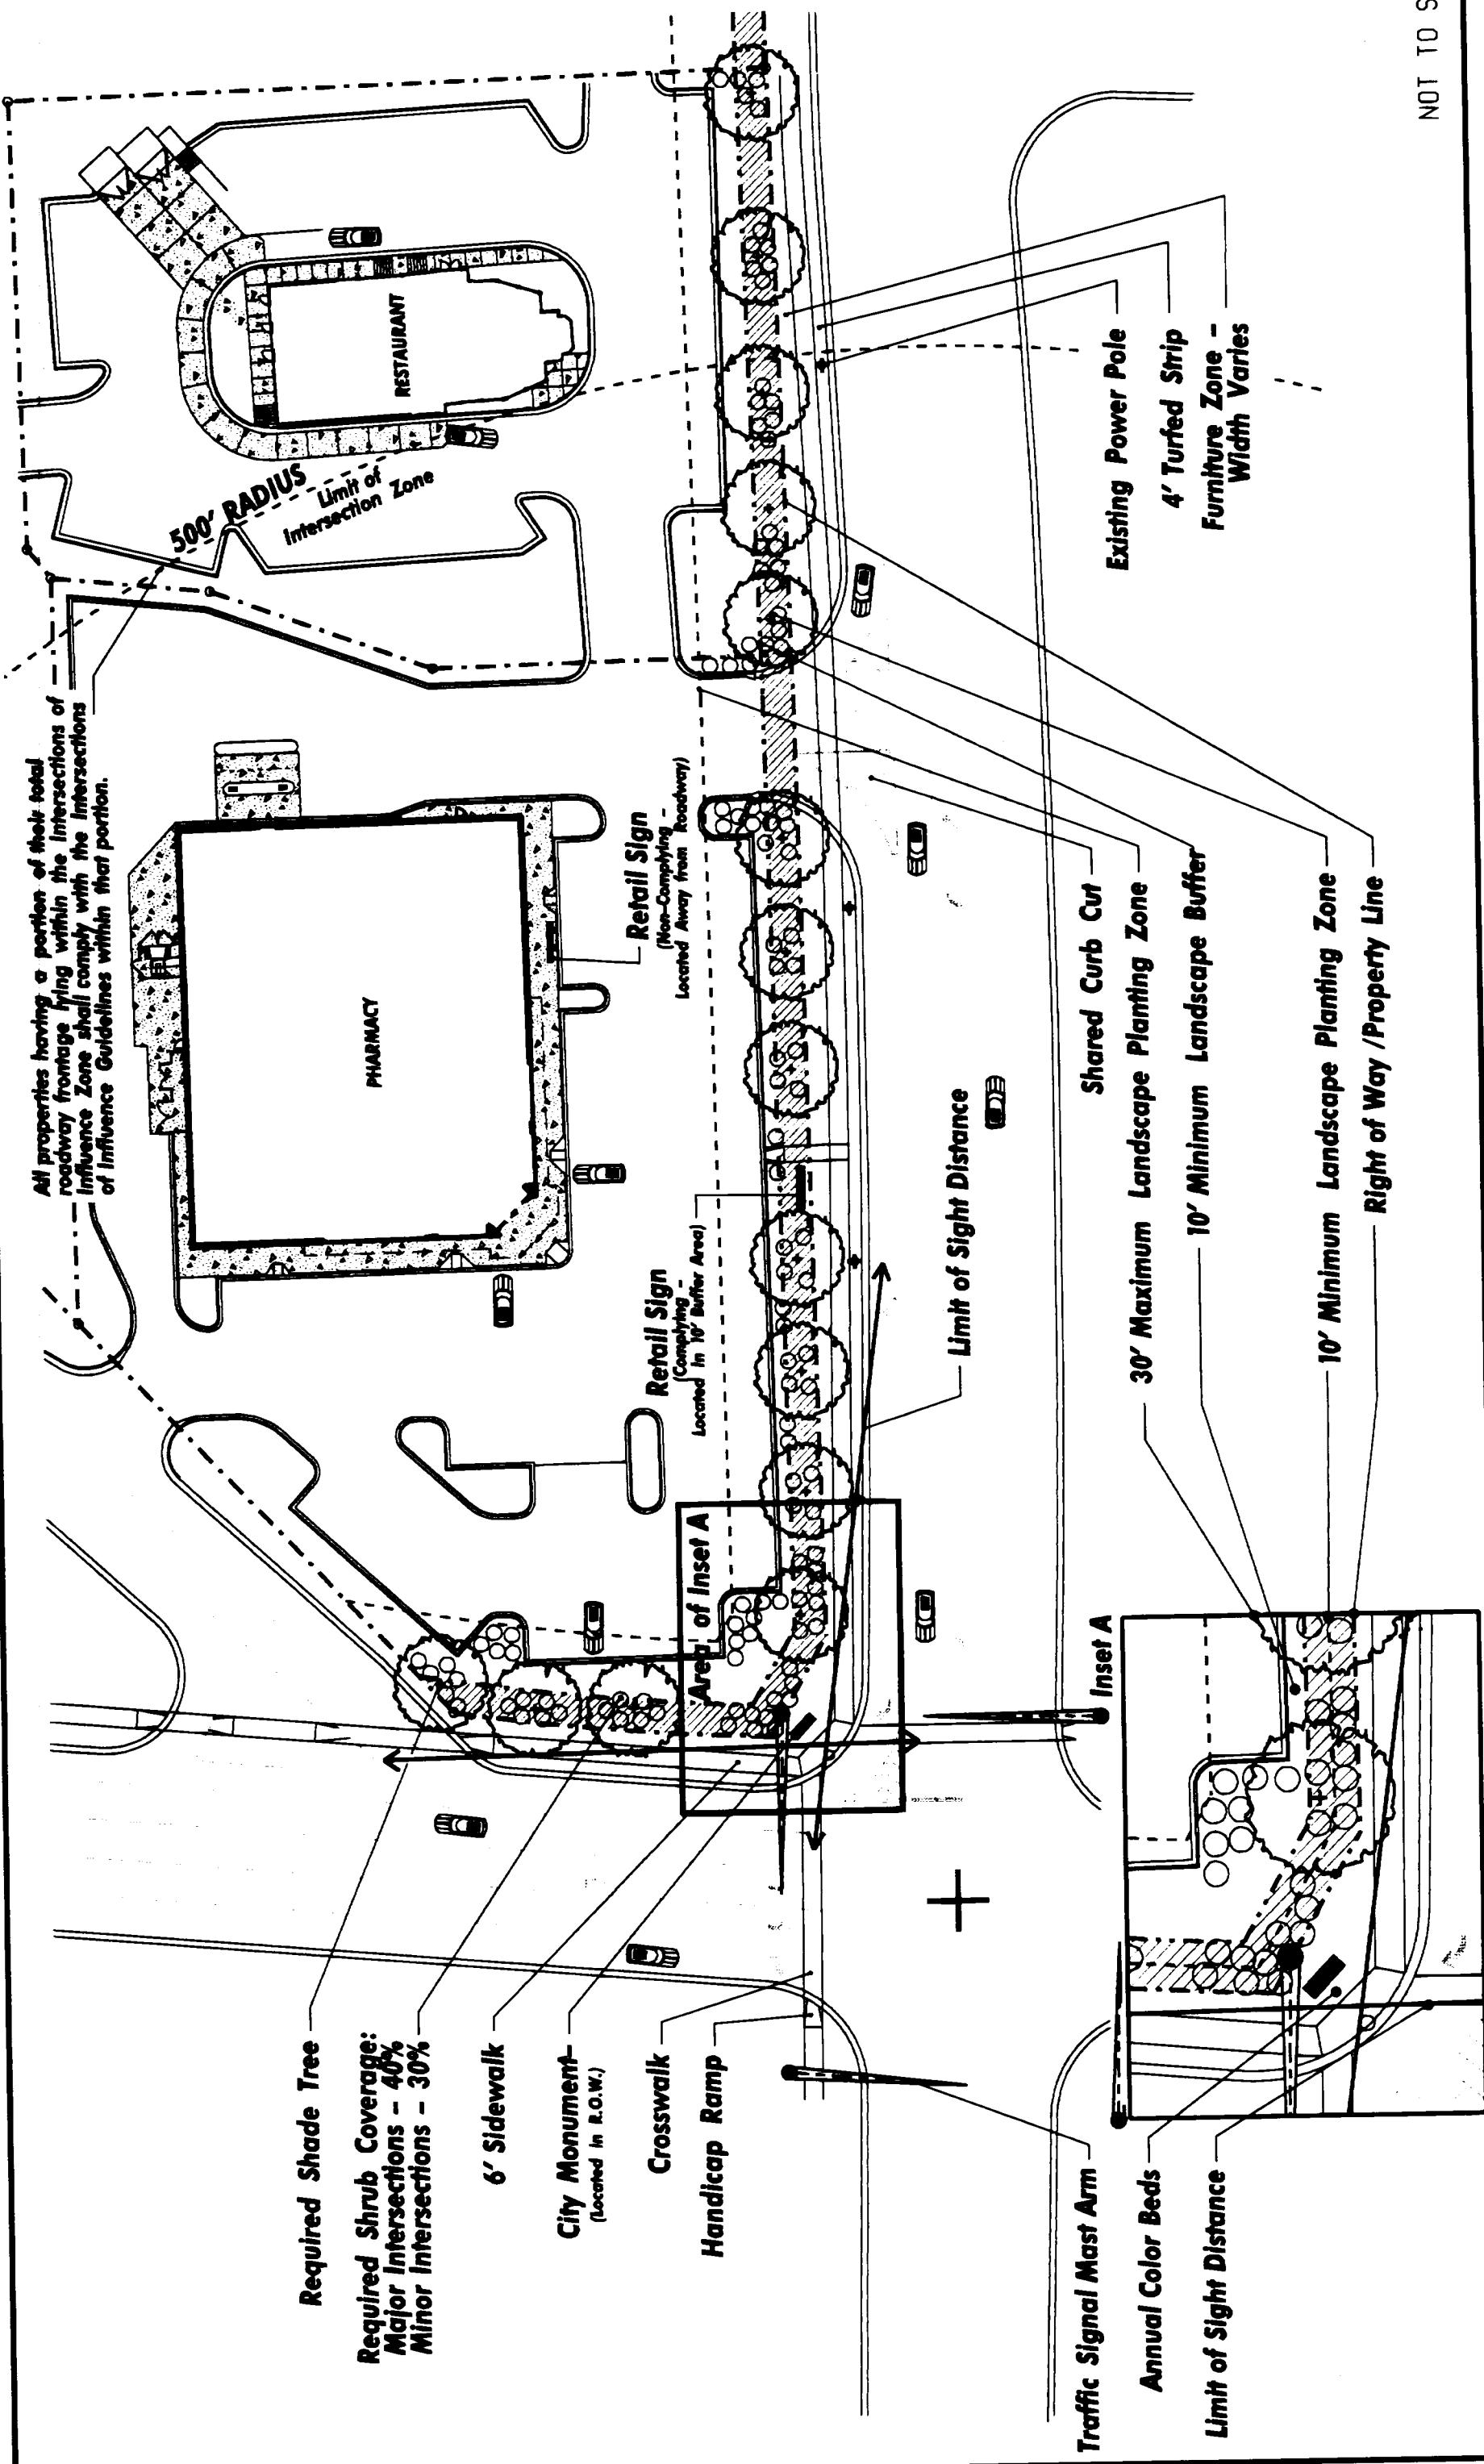 All properties having a portion of their total
roadway frontage lying within the Intersections of
Influence Zone shall comply with the Intersections
of Influence Guidelines within that portion.
500' RADIUS
Limit of
Intersection Zone
RESTAURANT
PHARMACY
Retail Sign
(Non-Complying -
Located Away from Roadway)
Retail Sign
(Complying -
Located in 10' Buffer Area)
Area of Inset A
Required Shade Tree
Required Shrub Coverage:
Major Intersections - 40%
Minor Intersections - 30%
6' Sidewalk
City Monument
(Located in R.O.W.)
Crosswalk
Handicap Ramp
Traffic Signal Mast Arm
Annual Color Beds
Limit of Sight Distance
Inset A
Limit of Sight Distance
Shared Curb Cut
30' Maximum Landscape Planting Zone
10' Minimum Landscape Buffer
10' Minimum Landscape Planting Zone
Right of Way/Property Line
Existing Power Pole
4' Turfed Strip
Furniture Zone -
Width Varies
NOT TO S